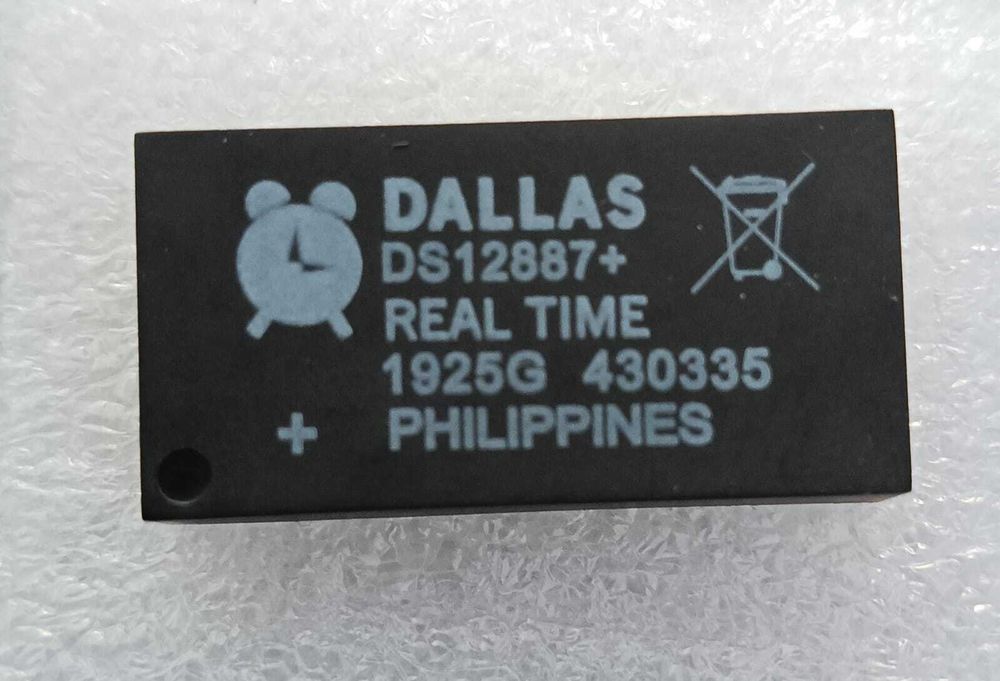 DALLAS
DS12887+
REAL TIME
1925G 430335
+ PHILIPPINES